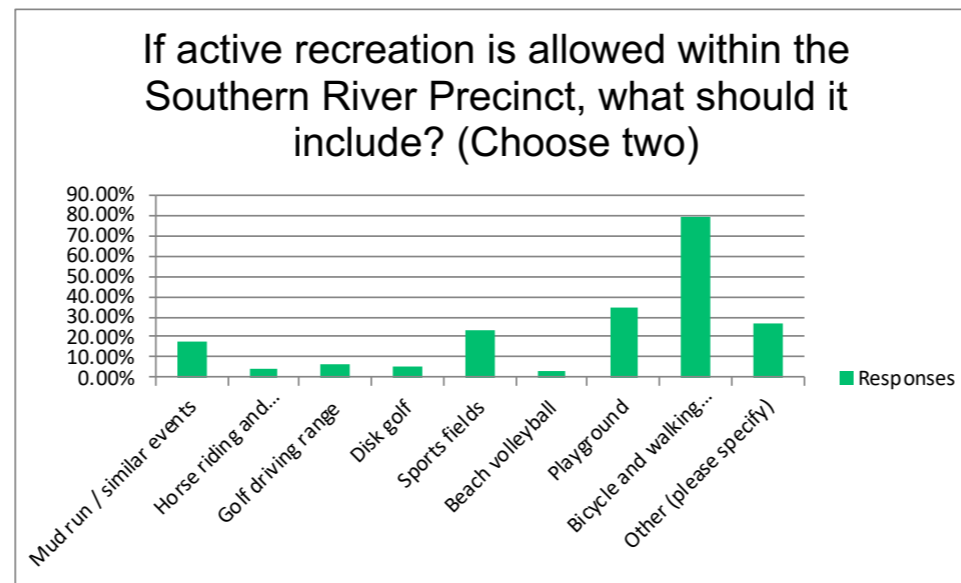 If active recreation is allowed within the
Southern River Precinct, what should it
include? (Choose two)
90.00%
80.00%
70.00%
60.00%
50.00%
40.00%
30.00%
20.00%
10.00%
0.00%
Responses
Mud run / similar events
Horse riding and...
Golf driving range
Disk golf
Sports fields
Beach volleyball
Playground
Bicycle and walking...
Other (please specify)